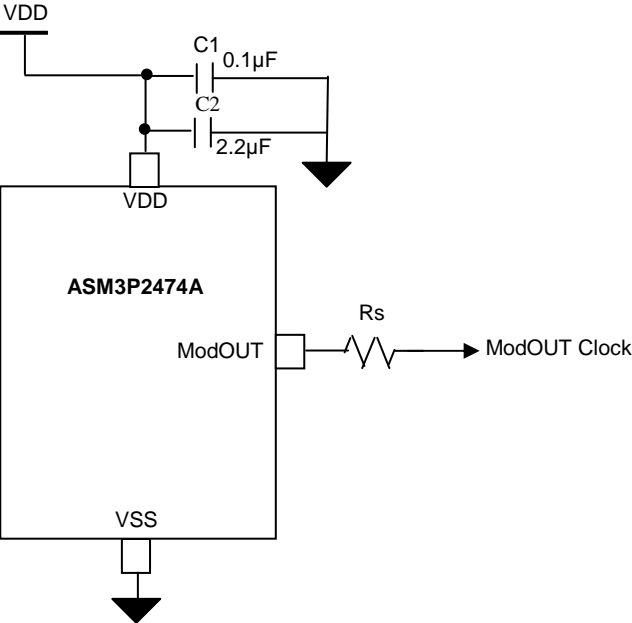 VDD
C1
0.1µF
C2
2.2µF
VDD
ASM3P2474A
Rs
ModOUT
ModOUT Clock
VSS